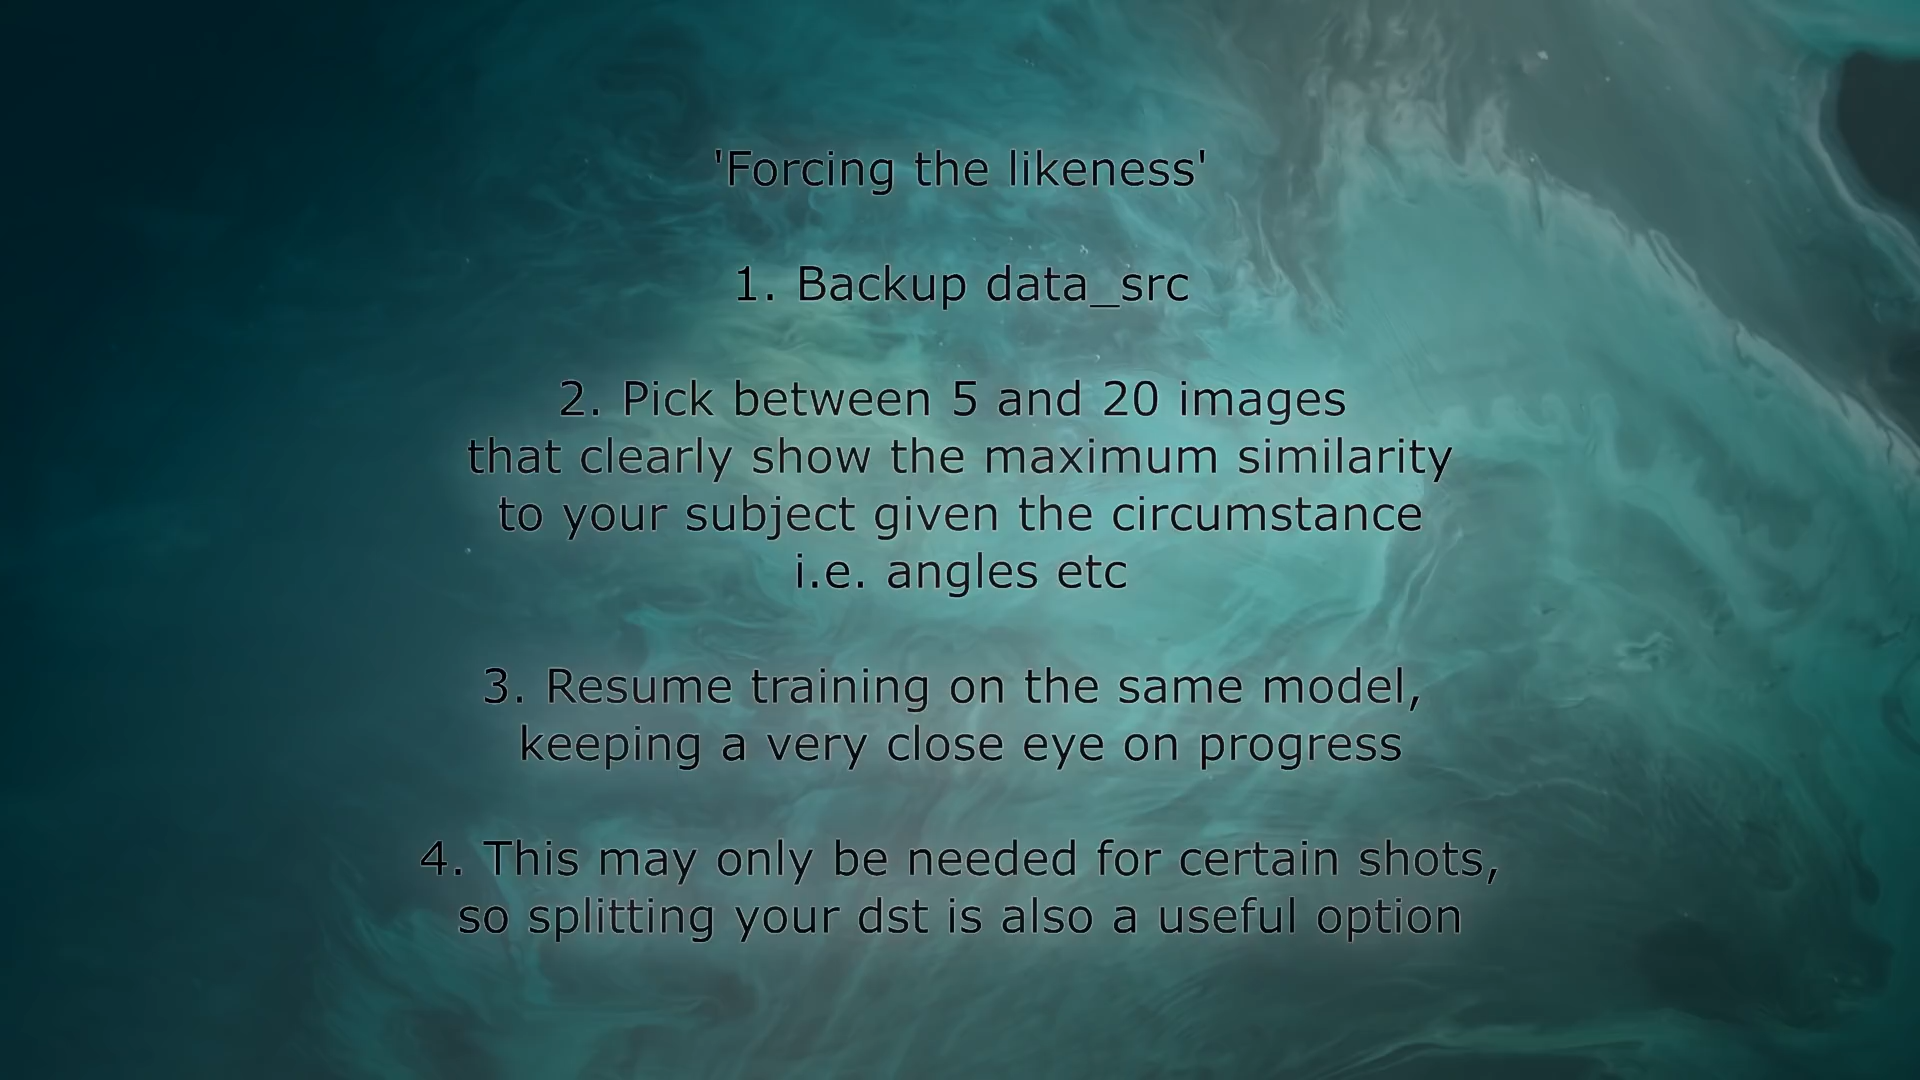 'Forcing the likeness'
1. Backup data_src
2. Pick between 5 and 20 images
that clearly show the maximum similarity
to your subject given the circumstance
i.e. angles etc
3. Resume training on the same model,
keeping a very close eye on progress
4. This may only be needed for certain shots,
so splitting your dst is also a useful option